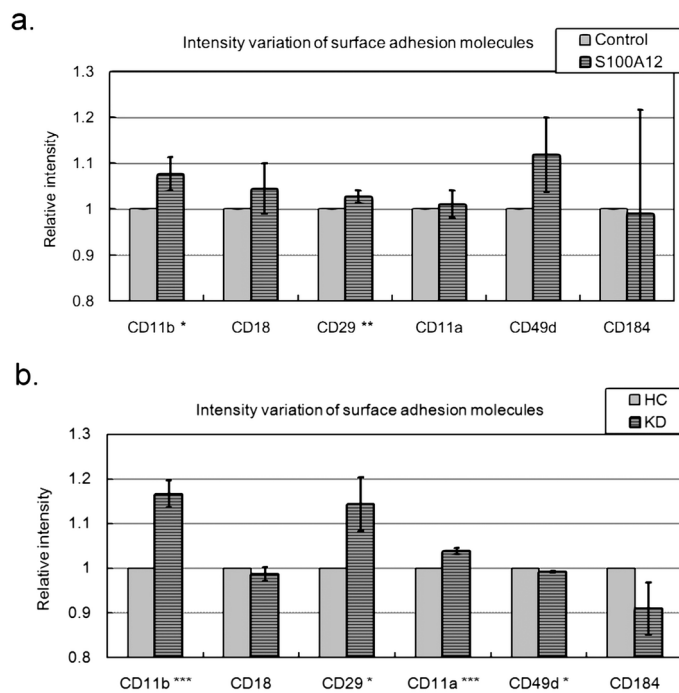 a.
Intensity variation of surface adhesion molecules
Control
S100A12
Relative intensity
1.3
1.2
1.1
1
0.9
0.8
CD11b * CD18 CD29 ** CD11a CD49d CD184
b.
Intensity variation of surface adhesion molecules
HC
KD
Relative intensity
1.3
1.2
1.1
1
0.9
0.8
CD11b *** CD18 CD29 * CD11a *** CD49d * CD184